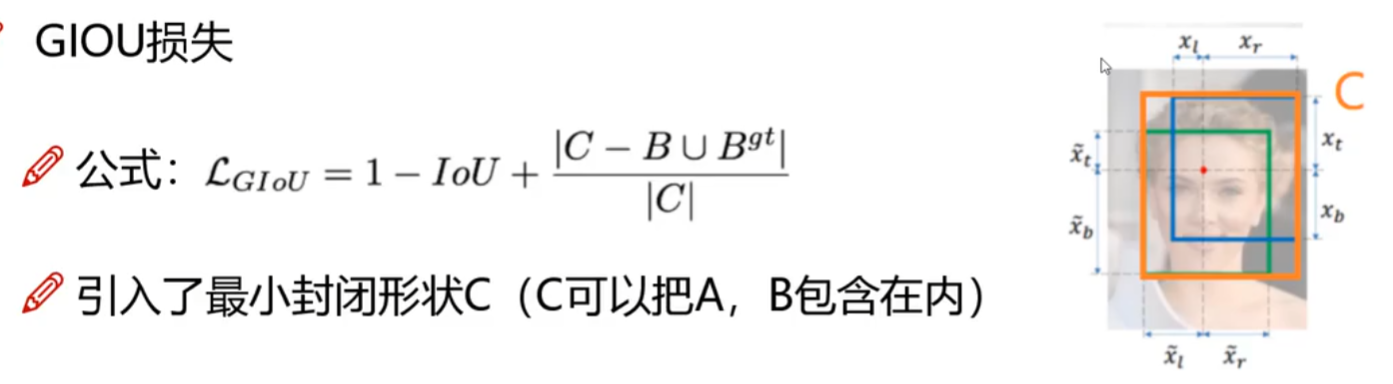 GIOU损失
公式：$\mathcal{L}_{GIoU} = 1 - IoU + \frac{|C - B \cup B^{gt}|}{|C|}$
引入了最小封闭形状C（C可以把A，B包含在内）
$x_l$ $x_r$
C
$x_t$
$\tilde{x}_t$
$x_b$
$\tilde{x}_b$
$\tilde{x}_l$ $\tilde{x}_r$